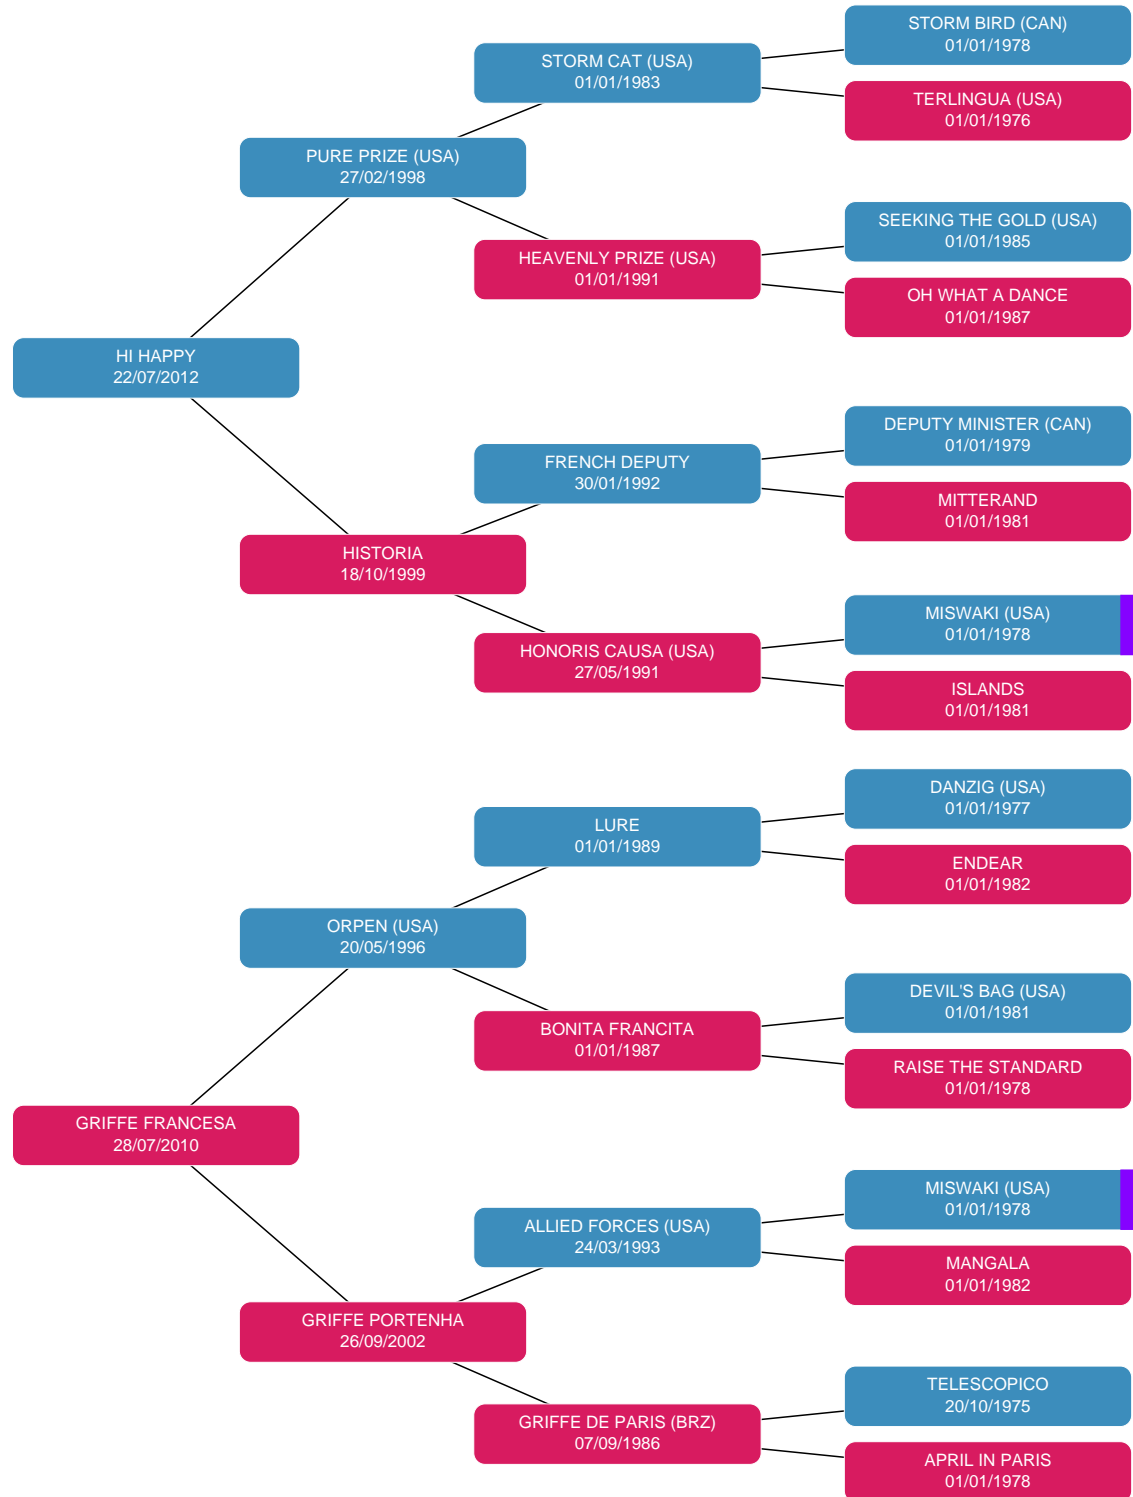 STORM BIRD (CAN)
01/01/1978
STORM CAT (USA)
01/01/1983
TERLINGUA (USA)
01/01/1976
PURE PRIZE (USA)
27/02/1998
SEEKING THE GOLD (USA)
01/01/1985
HEAVENLY PRIZE (USA)
01/01/1991
OH WHAT A DANCE
01/01/1987
HI HAPPY
22/07/2012
DEPUTY MINISTER (CAN)
01/01/1979
FRENCH DEPUTY
30/01/1992
MITTERAND
01/01/1981
HISTORIA
18/10/1999
MISWAKI (USA)
01/01/1978
HONORIS CAUSA (USA)
27/05/1991
ISLANDS
01/01/1981
DANZIG (USA)
01/01/1977
LURE
01/01/1989
ENDEAR
01/01/1982
ORPEN (USA)
20/05/1996
DEVIL'S BAG (USA)
01/01/1981
BONITA FRANCITA
01/01/1987
RAISE THE STANDARD
01/01/1978
GRIFFE FRANCESA
28/07/2010
MISWAKI (USA)
01/01/1978
ALLIED FORCES (USA)
24/03/1993
MANGALA
01/01/1982
GRIFFE PORTENHA
26/09/2002
TELESCOPICO
20/10/1975
GRIFFE DE PARIS (BRZ)
07/09/1986
APRIL IN PARIS
01/01/1978